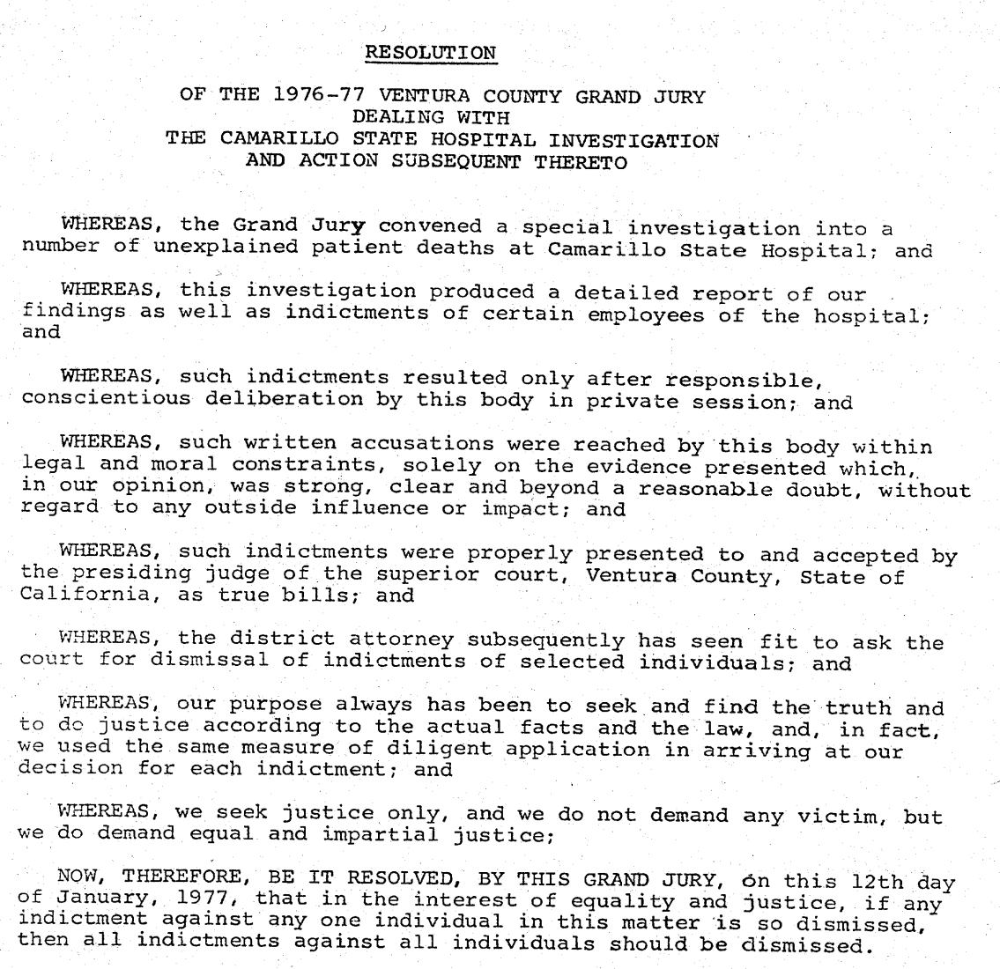 RESOLUTION
OF THE 1976-77 VENTURA COUNTY GRAND JURY
DEALING WITH
THE CAMARILLO STATE HOSPITAL INVESTIGATION
AND ACTION SUBSEQUENT THERETO
WHEREAS, the Grand Jury convened a special investigation into a
number of unexplained patient deaths at Camarillo State Hospital; and
WHEREAS, this investigation produced a detailed report of our
findings as well as indictments of certain employees of the hospital;
and
WHEREAS, such indictments resulted only after responsible,
conscientious deliberation by this body in private session; and
WHEREAS, such written accusations were reached by this body within
legal and moral constraints, solely on the evidence presented which,
in our opinion, was strong, clear and beyond a reasonable doubt, without
regard to any outside influence or impact; and
WHEREAS, such indictments were properly presented to and accepted by
the presiding judge of the superior court, Ventura County, State of
California, as true bills; and
WHEREAS, the district attorney subsequently has seen fit to ask the
court for dismissal of indictments of selected individuals; and
WHEREAS, our purpose always has been to seek and find the truth and
to do justice according to the actual facts and the law, and, in fact,
we used the same measure of diligent application in arriving at our
decision for each indictment; and
WHEREAS, we seek justice only, and we do not demand any victim, but
we do demand equal and impartial justice;
NOW, THEREFORE, BE IT RESOLVED, BY THIS GRAND JURY, on this 12th day
of January, 1977, that in the interest of equality and justice, if any
indictment against any one individual in this matter is so dismissed,
then all indictments against all individuals should be dismissed.